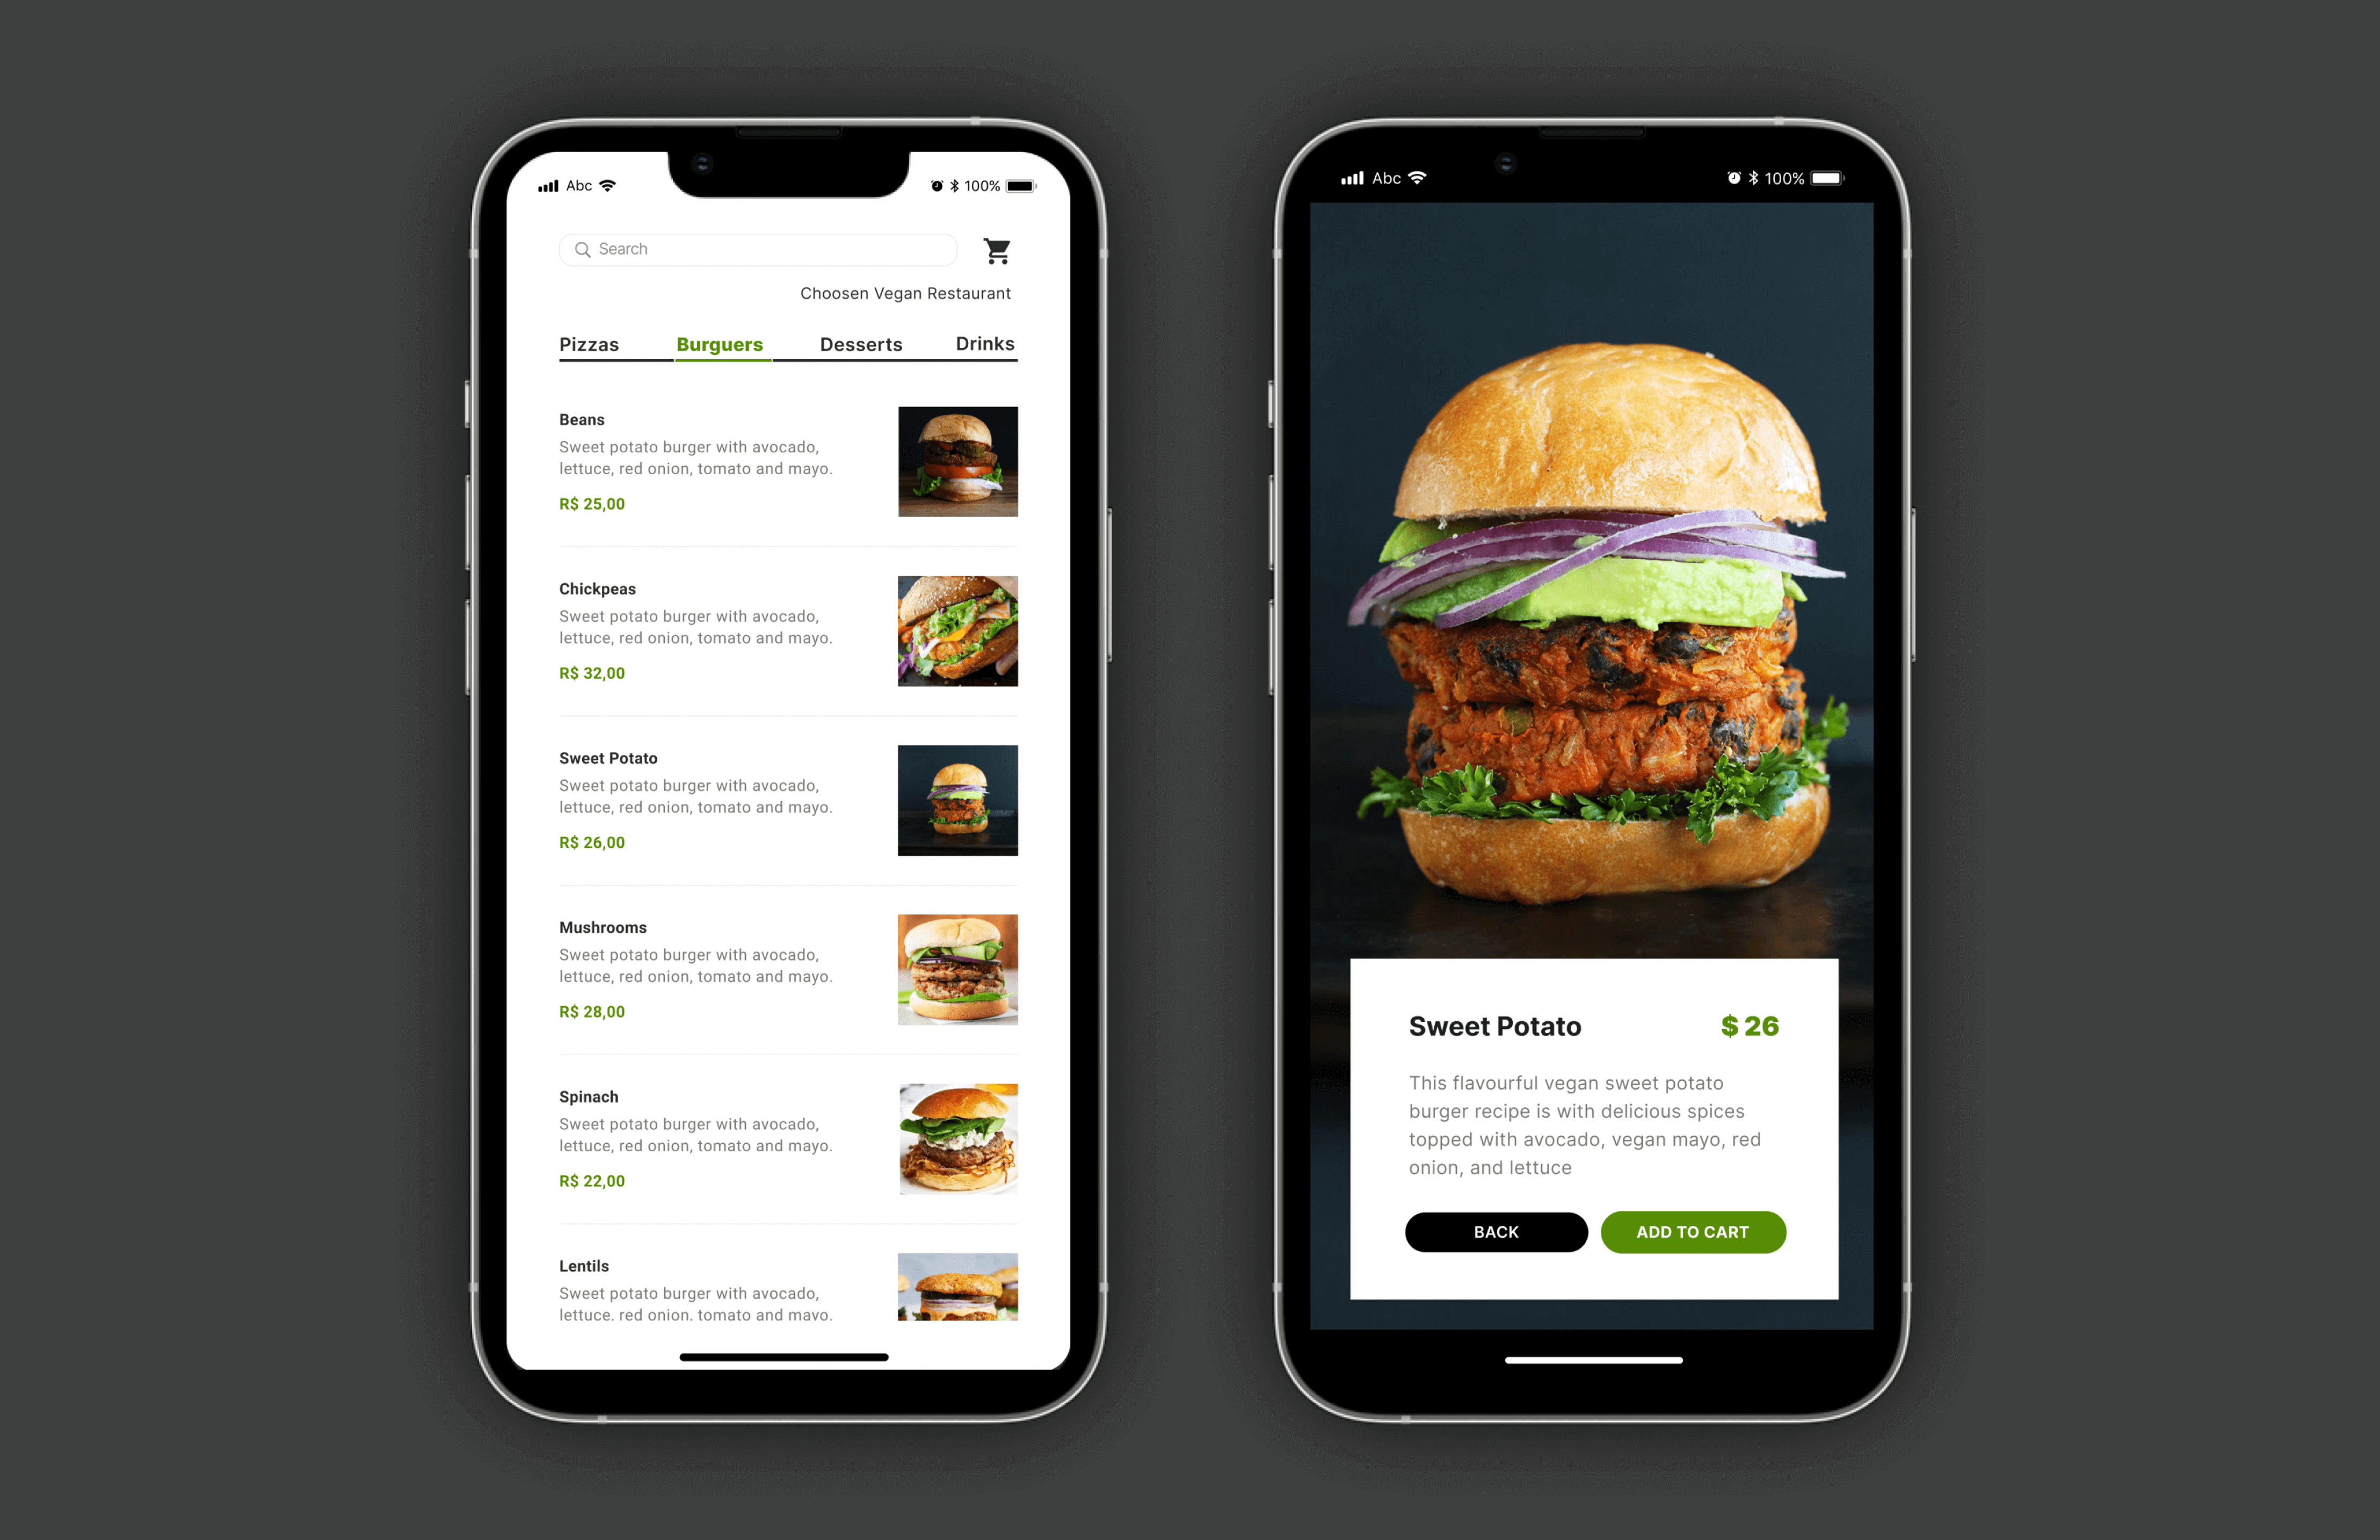 Abc
100%
Search
Choosen Vegan Restaurant
Pizzas Burguers Desserts Drinks
Beans
Sweet potato burger with avocado,
lettuce, red onion, tomato and mayo.
R$ 25,00
Chickpeas
Sweet potato burger with avocado,
lettuce, red onion, tomato and mayo.
R$ 32,00
Sweet Potato
Sweet potato burger with avocado,
lettuce, red onion, tomato and mayo.
R$ 26,00
Mushrooms
Sweet potato burger with avocado,
lettuce, red onion, tomato and mayo.
R$ 28,00
Spinach
Sweet potato burger with avocado,
lettuce, red onion, tomato and mayo.
R$ 22,00
Lentils
Sweet potato burger with avocado,
lettuce, red onion, tomato and mayo.
Abc
100%
Sweet Potato
$ 26
This flavourful vegan sweet potato
burger recipe is with delicious spices
topped with avocado, vegan mayo, red
onion, and lettuce
BACK
ADD TO CART